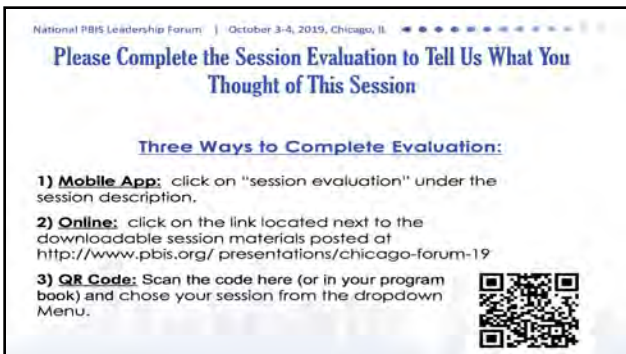 National PBIS Leadership Forum | October 3-4, 2019, Chicago, IL
Please Complete the Session Evaluation to Tell Us What You
Thought of This Session
Three Ways to Complete Evaluation:
1) Mobile App: click on “session evaluation” under the
session description.
2) Online: click on the link located next to the
downloadable session materials posted at
http://www.pbis.org/ presentations/chicago-forum-19
3) QR Code: Scan the code here (or in your program
book) and chose your session from the dropdown
Menu.